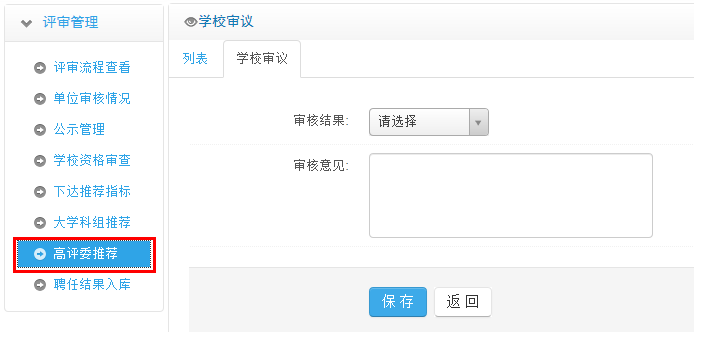 评审管理
评审流程查看
单位审核情况
公示管理
学校资格审查
下达推荐指标
大学科组推荐
高评委推荐
聘任结果入库
学校审议
列表 学校审议
审核结果: 请选择
审核意见:
保存 返回